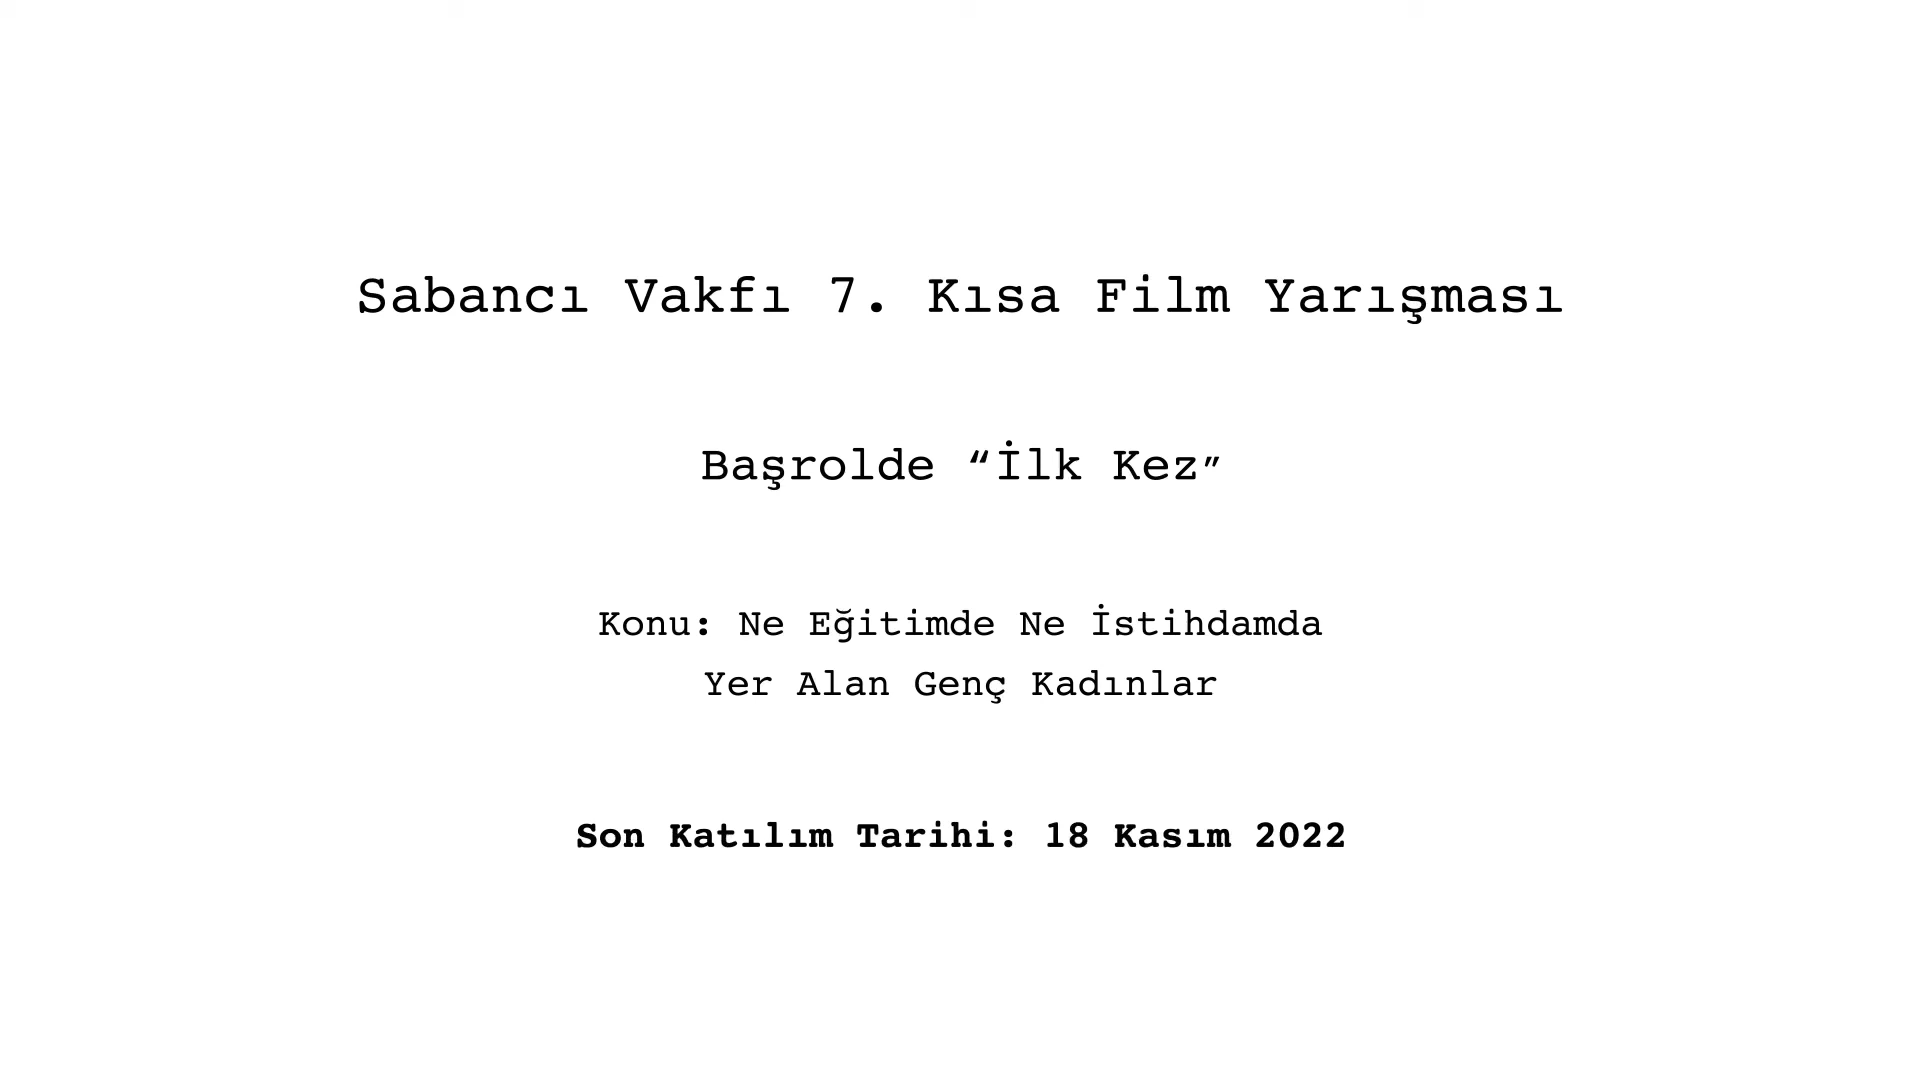 Sabancı Vakfı 7. Kısa Film Yarışması
Başrolde “İlk Kez”
Konu: Ne Eğitimde Ne İstihdamda
Yer Alan Genç Kadınlar
Son Katılım Tarihi: 18 Kasım 2022